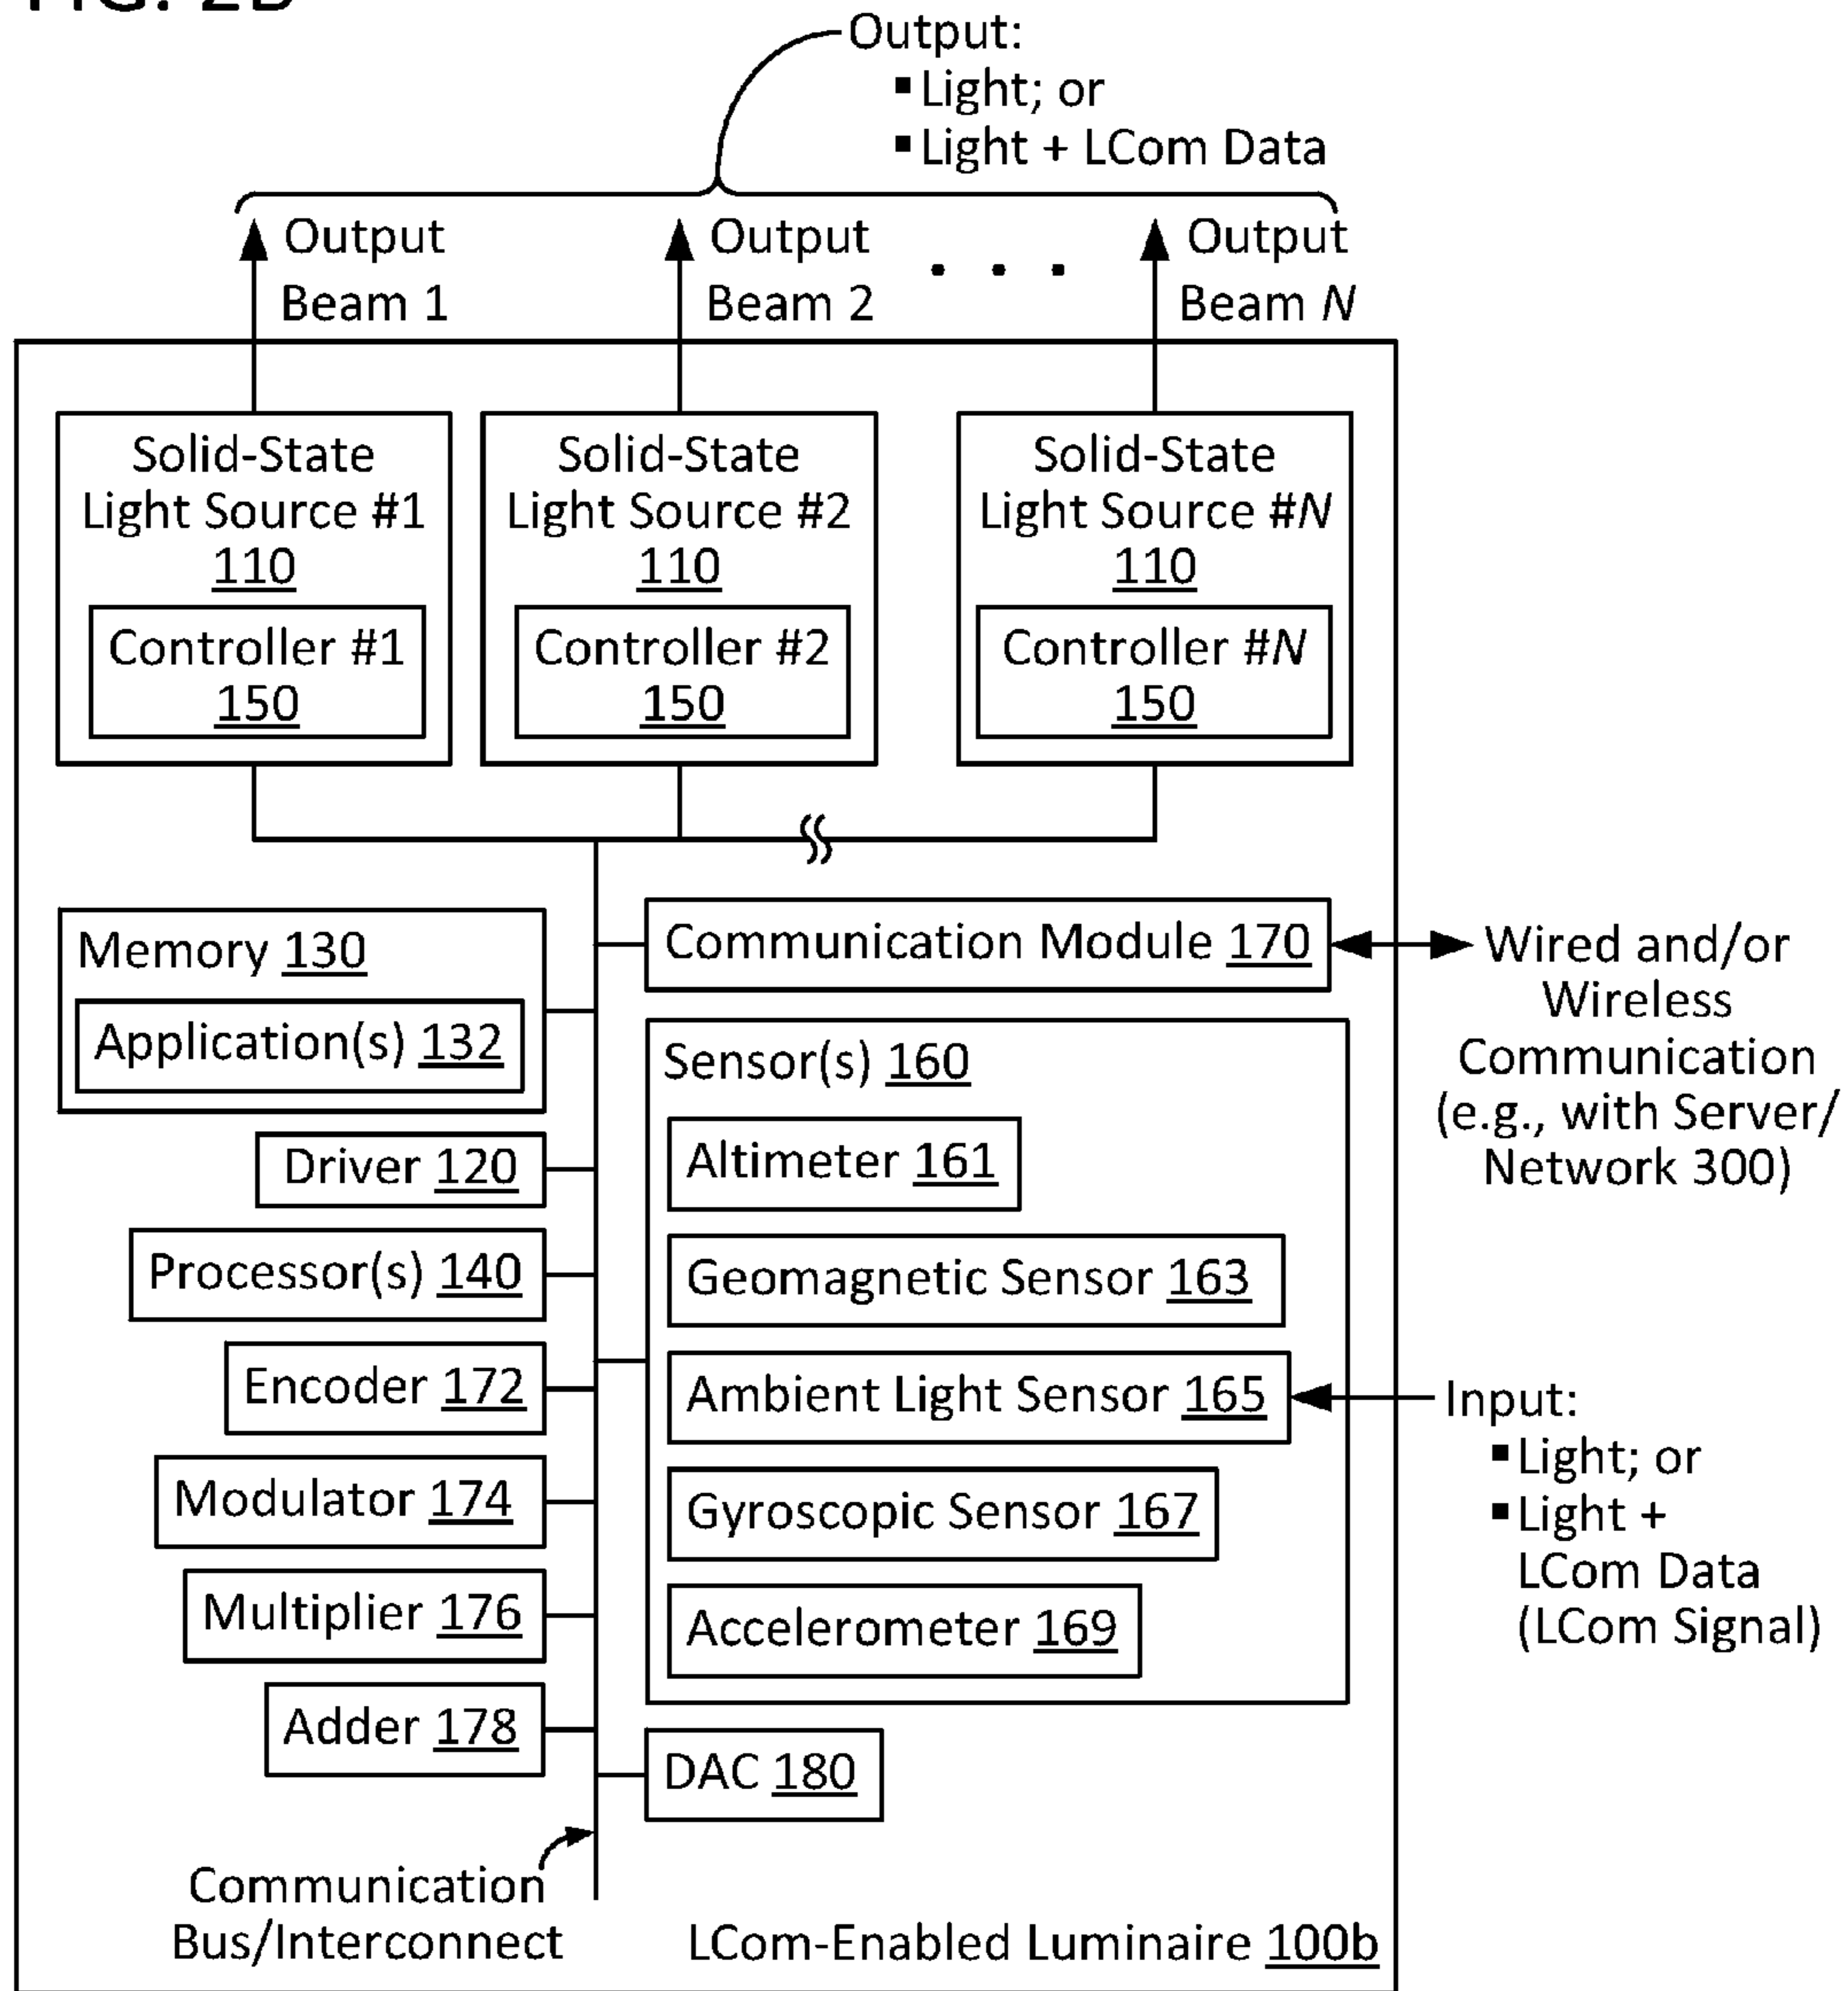 FIG. 2B
Output:
▪ Light; or
▪ Light + LCom Data
Output
Beam 1
Output
Beam 2
. . .
Output
Beam N
Solid-State
Light Source #1
110
Controller #1
150
Solid-State
Light Source #2
110
Controller #2
150
Solid-State
Light Source #N
110
Controller #N
150
Memory 130
Application(s) 132
Driver 120
Processor(s) 140
Encoder 172
Modulator 174
Multiplier 176
Adder 178
Communication Module 170
Wired and/or
Wireless
Communication
(e.g., with Server/
Network 300)
Sensor(s) 160
Altimeter 161
Geomagnetic Sensor 163
Ambient Light Sensor 165
Gyroscopic Sensor 167
Accelerometer 169
Input:
▪ Light; or
▪ Light +
LCom Data
(LCom Signal)
DAC 180
Communication
Bus/Interconnect
LCom-Enabled Luminaire 100b